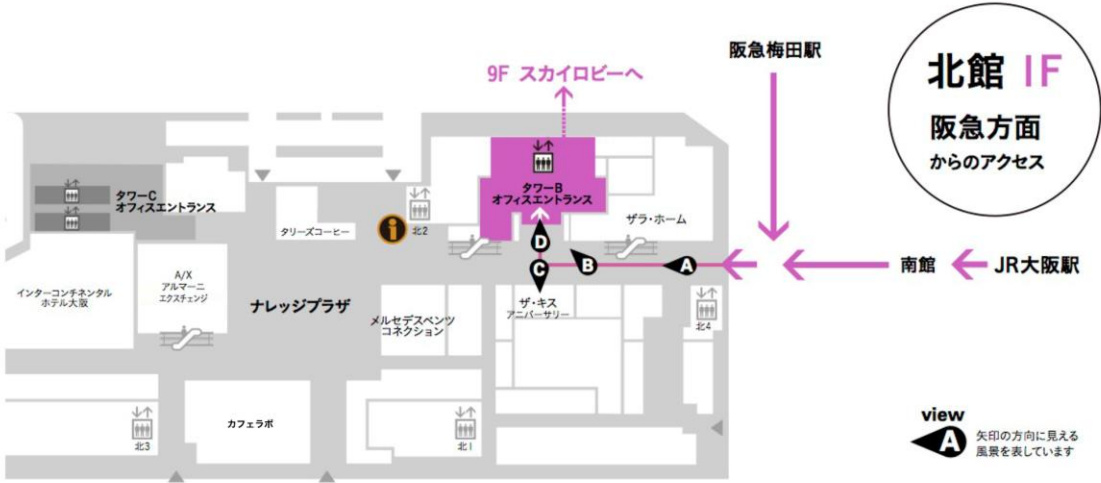 北館 1F
阪急方面
からのアクセス
阪急梅田駅
9F スカイロビーへ
タワーB
オフィスエントランス
タワーC
オフィスエントランス
ザラ・ホーム
タリーズコーヒー
i
北2
D
C
B
A
南館
JR大阪駅
インターコンチネンタル
ホテル大阪
A/X
アルマーニ
エクスチェンジ
ナレッジプラザ
メルセデスベンツ
コネクション
ザ・キス
アニバーサリー
北4
カフェラボ
北3
北1
view
A
矢印の方向に見える
風景を表しています